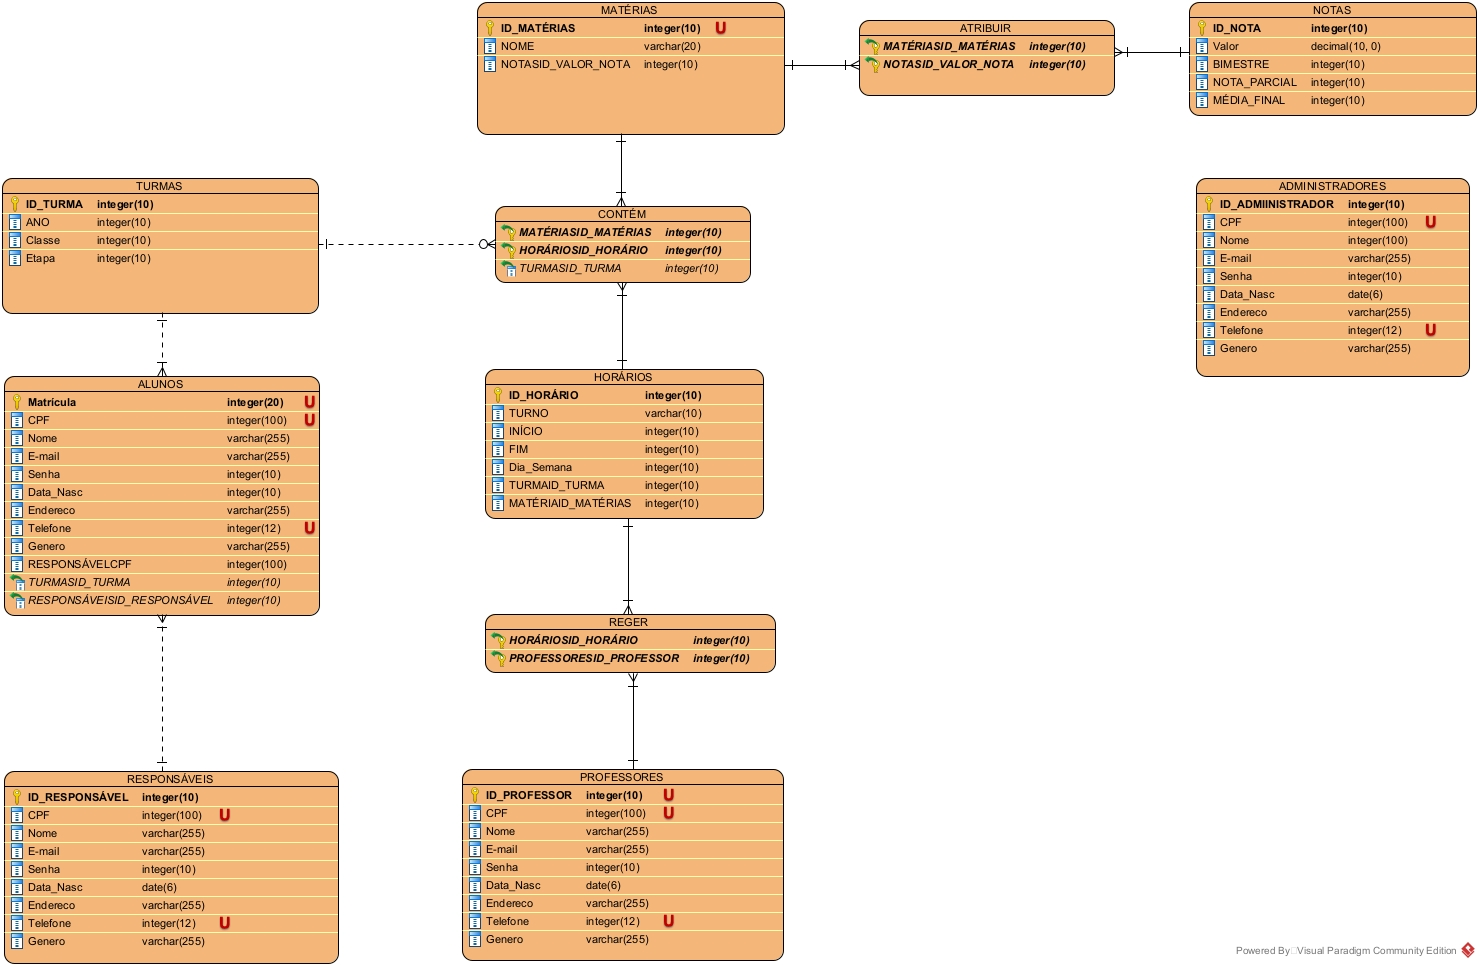 MATÉRIAS
ID_MATÉRIAS integer(10) U
NOME varchar(20)
NOTASID_VALOR_NOTA integer(10)
ATRIBUIR
MATÉRIASID_MATÉRIAS integer(10)
NOTASID_VALOR_NOTA integer(10)
NOTAS
ID_NOTA integer(10)
Valor decimal(10, 0)
BIMESTRE integer(10)
NOTA_PARCIAL integer(10)
MÉDIA_FINAL integer(10)
TURMAS
ID_TURMA integer(10)
ANO integer(10)
Classe integer(10)
Etapa integer(10)
CONTÉM
MATÉRIASID_MATÉRIAS integer(10)
HORÁRIOSID_HORÁRIO integer(10)
TURMASID_TURMA integer(10)
ADMINISTRADORES
ID_ADMIINISTRADOR integer(10)
CPF integer(100) U
Nome integer(100)
E-mail varchar(255)
Senha integer(10)
Data_Nasc date(6)
Endereco varchar(255)
Telefone integer(12) U
Genero varchar(255)
ALUNOS
Matrícula integer(20) U
CPF integer(100) U
Nome varchar(255)
E-mail varchar(255)
Senha integer(10)
Data_Nasc integer(10)
Endereco varchar(255)
Telefone integer(12) U
Genero varchar(255)
RESPONSÁVELCPF integer(100)
TURMASID_TURMA integer(10)
RESPONSÁVEISID_RESPONSÁVEL integer(10)
HORÁRIOS
ID_HORÁRIO integer(10)
TURNO varchar(10)
INÍCIO integer(10)
FIM integer(10)
Dia_Semana integer(10)
TURMAID_TURMA integer(10)
MATÉRIAID_MATÉRIAS integer(10)
REGER
HORÁRIOSID_HORÁRIO integer(10)
PROFESSORESID_PROFESSOR integer(10)
RESPONSÁVEIS
ID_RESPONSÁVEL integer(10)
CPF integer(100) U
Nome varchar(255)
E-mail varchar(255)
Senha integer(10)
Data_Nasc date(6)
Endereco varchar(255)
Telefone integer(12) U
Genero varchar(255)
PROFESSORES
ID_PROFESSOR integer(10) U
CPF integer(100) U
Nome varchar(255)
E-mail varchar(255)
Senha integer(10)
Data_Nasc date(6)
Endereco varchar(255)
Telefone integer(12) U
Genero varchar(255)
Powered By Visual Paradigm Community Edition